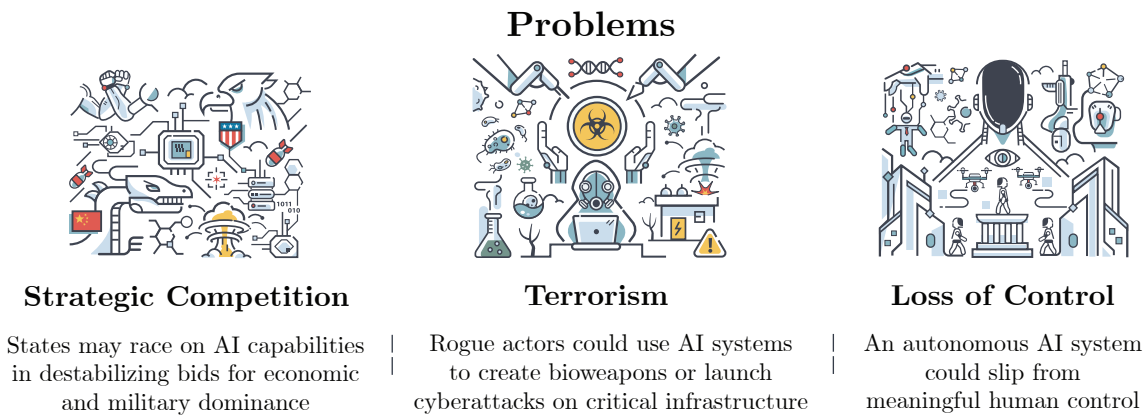 Problems
1011
010
Strategic Competition
States may race on AI capabilities
in destabilizing bids for economic
and military dominance
Terrorism
Rogue actors could use AI systems
to create bioweapons or launch
cyberattacks on critical infrastructure
Loss of Control
An autonomous AI system
could slip from
meaningful human control